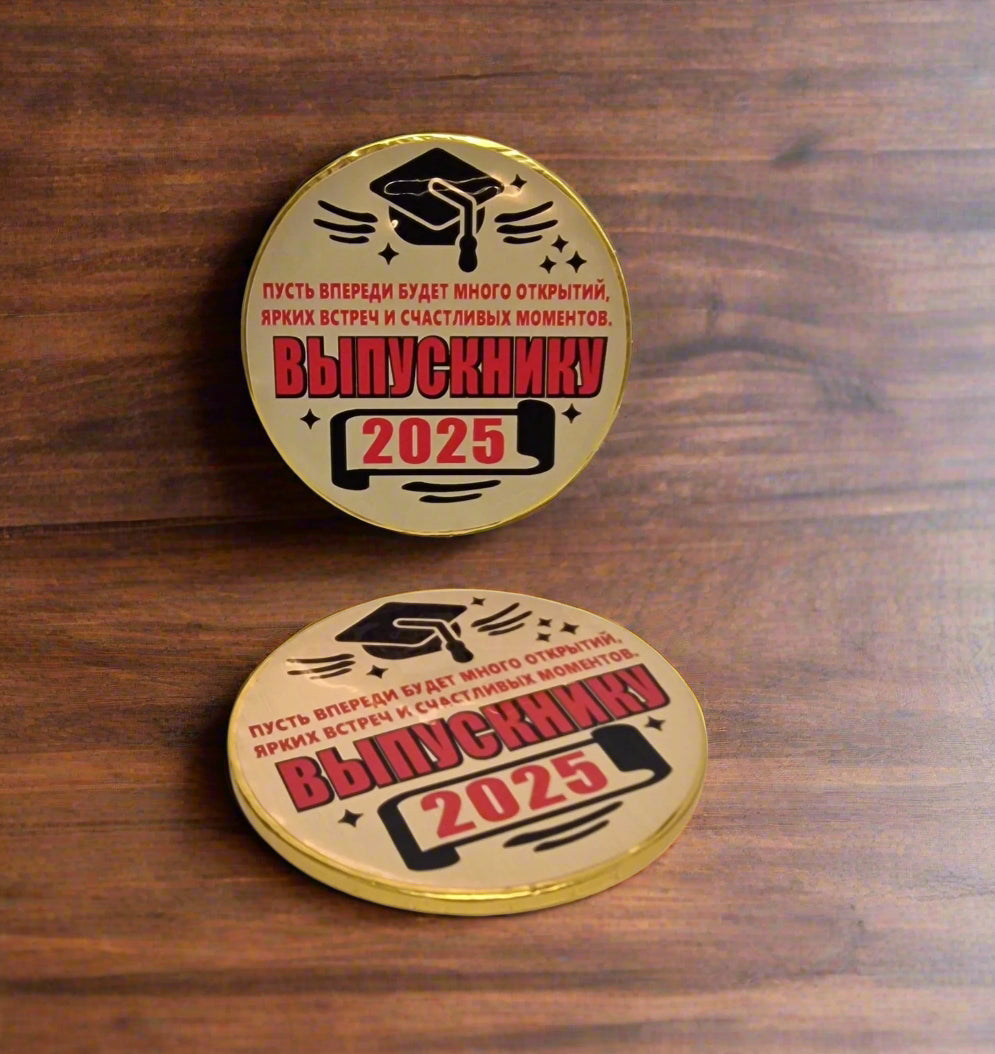 ПУСТЬ ВПЕРЕДИ БУДЕТ МНОГО ОТКРЫТИЙ,
ЯРКИХ ВСТРЕЧ И СЧАСТЛИВЫХ МОМЕНТОВ.
ВЫПУСКНИКУ
2025
ПУСТЬ ВПЕРЕДИ БУДЕТ МНОГО ОТКРЫТИЙ,
ЯРКИХ ВСТРЕЧ И СЧАСТЛИВЫХ МОМЕНТОВ.
ВЫПУСКНИКУ
2025